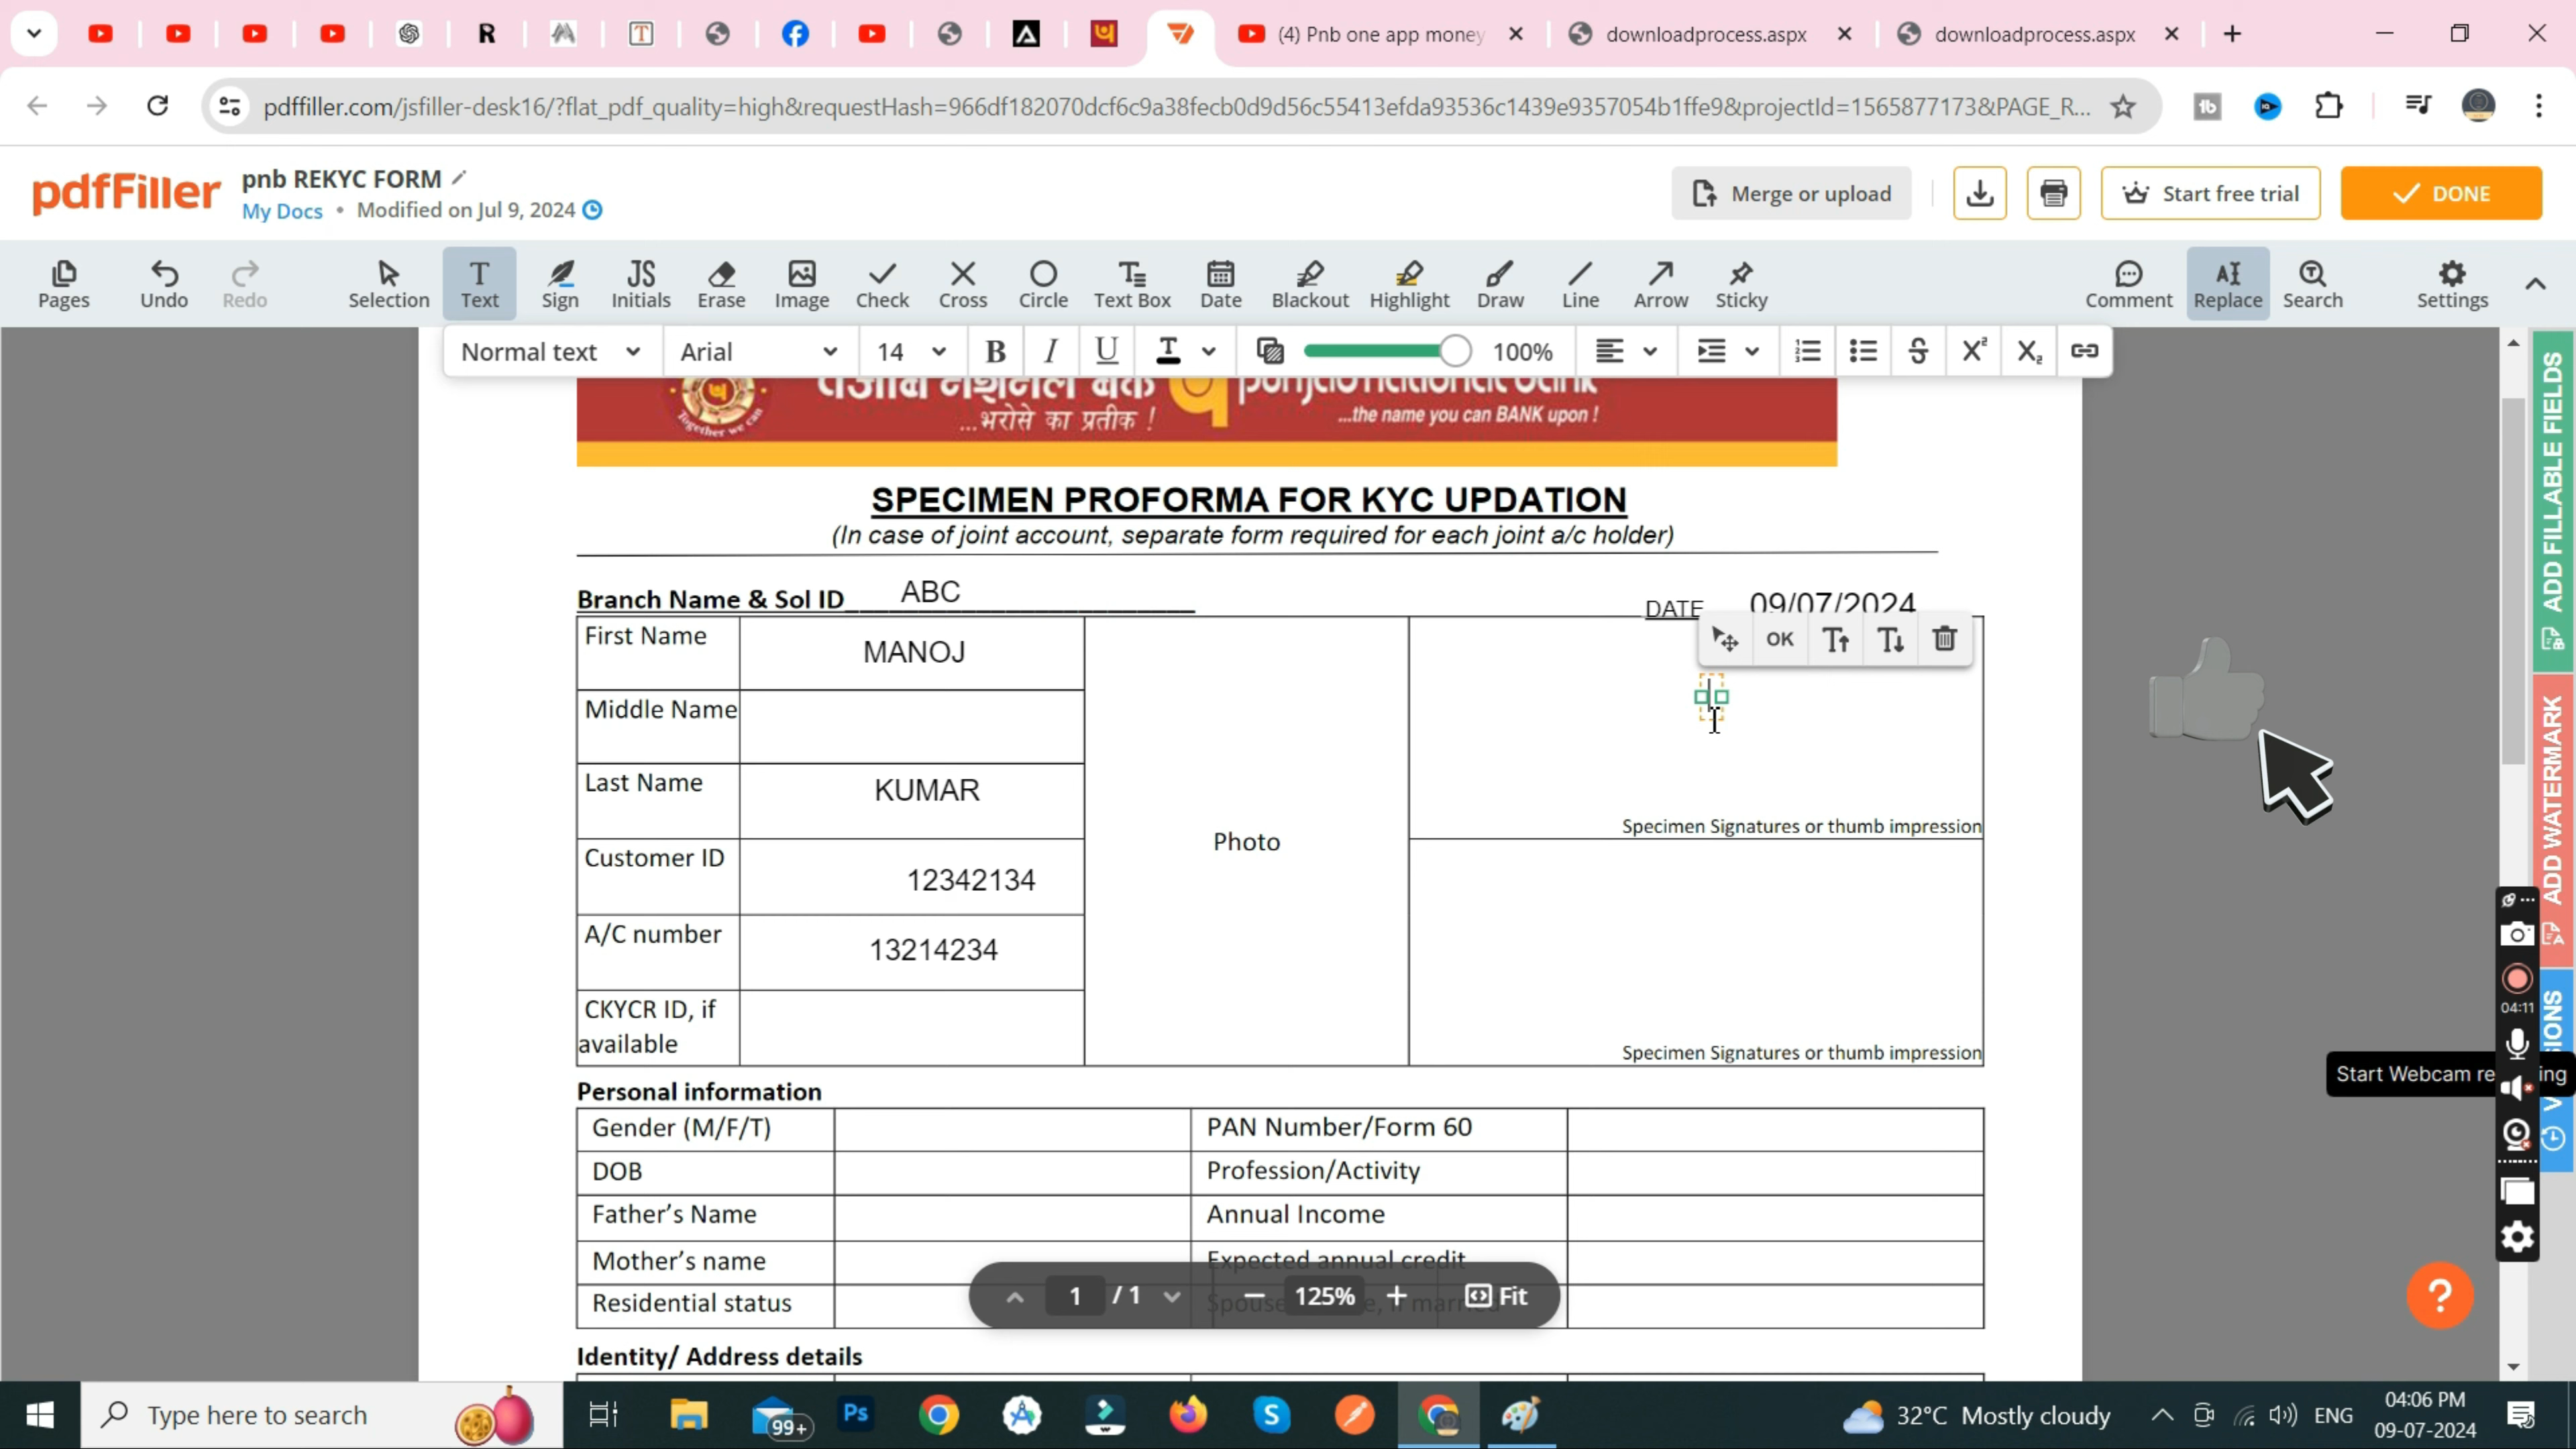 (4) Pnb one app money
downloadprocess.aspx
downloadprocess.aspx
pdffiller.com/jsfiller-desk16/?flat_pdf_quality=high&requestHash=966df182070dcf6c9a38fecb0d9d56c55413efda93536c1439e9357054b1ffe9&projectId=1565877173&PAGE_R...
pdfFiller
pnb REKYC FORM
My Docs • Modified on Jul 9, 2024
Merge or upload
Start free trial
DONE
Pages
Undo
Redo
Selection
Text
Sign
Initials
Erase
Image
Check
Cross
Circle
Text Box
Date
Blackout
Highlight
Draw
Line
Arrow
Sticky
Comment
Replace
Search
Settings
Normal text
Arial
14
B I U T
100%
ADD FILLABLE FIELDS
ADD WATERMARK
पंजाब नैशनल बैंक punjab national bank
...भरोसे का प्रतीक !
...the name you can BANK upon !
Together we can
SPECIMEN PROFORMA FOR KYC UPDATION
(In case of joint account, separate form required for each joint a/c holder)
Branch Name & Sol ID ABC
DATE 09/07/2024
OK
First Name MANOJ
Middle Name
Last Name KUMAR
Customer ID 12342134
A/C number 13214234
CKYCR ID, if
available
Photo
Specimen Signatures or thumb impression
Specimen Signatures or thumb impression
Personal information
Gender (M/F/T) PAN Number/Form 60
DOB Profession/Activity
Father's Name Annual Income
Mother's name Expected annual credit
Residential status
1 / 1
125%
Fit
Identity/ Address details
04:11
Start Webcam re
ing
Type here to search
99+
32°C Mostly cloudy
ENG
04:06 PM
09-07-2024